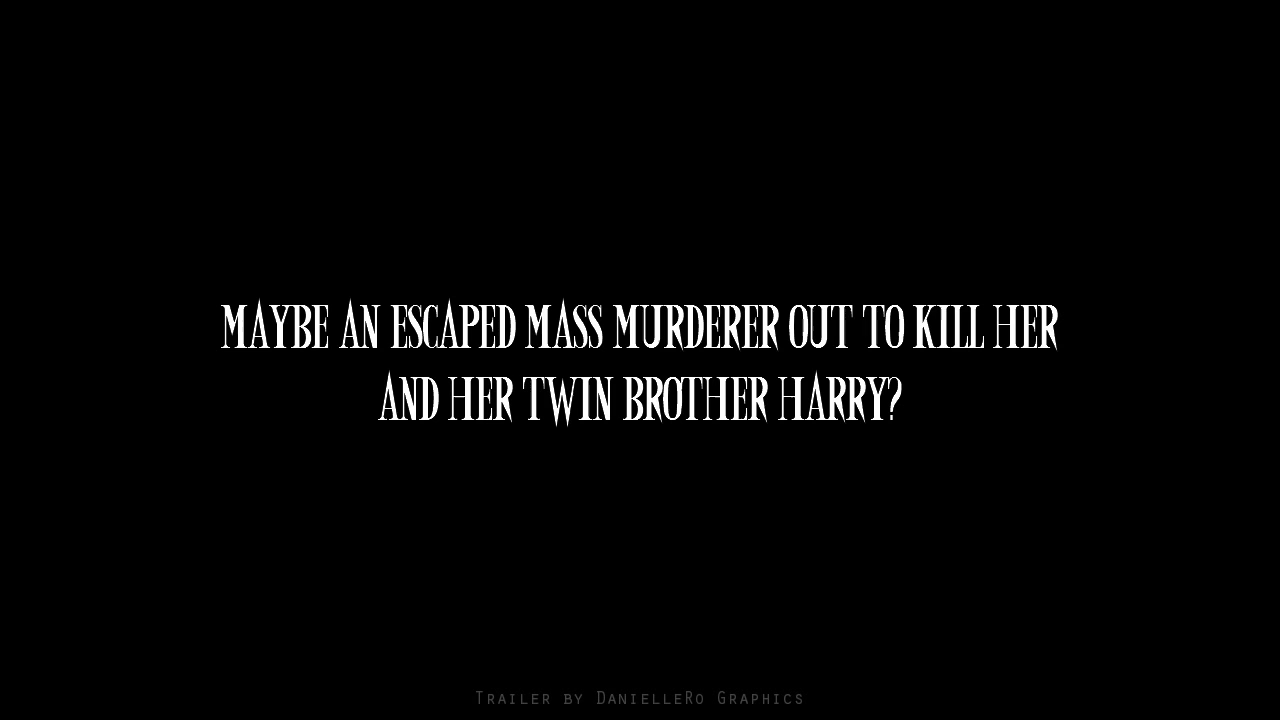 MAYBE AN ESCAPED MASS MURDERER OUT TO KILL HER
AND HER TWIN BROTHER HARRY?
Trailer by DanielleRo Graphics